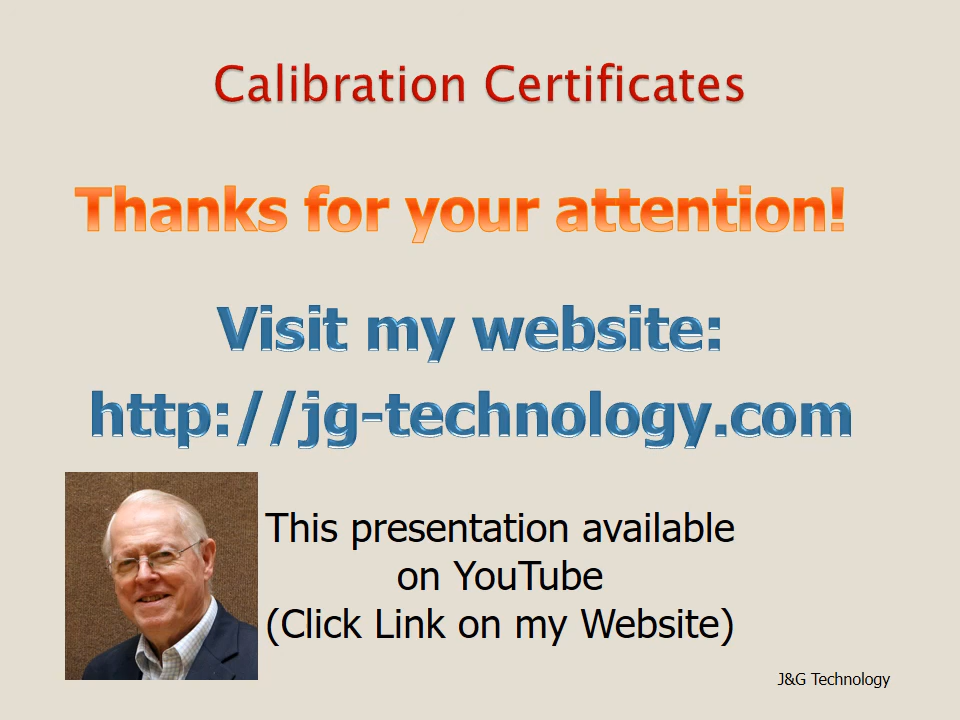 Calibration Certificates
Thanks for your attention!
Visit my website:
http://jg-technology.com
This presentation available
on YouTube
(Click Link on my Website)
J&G Technology